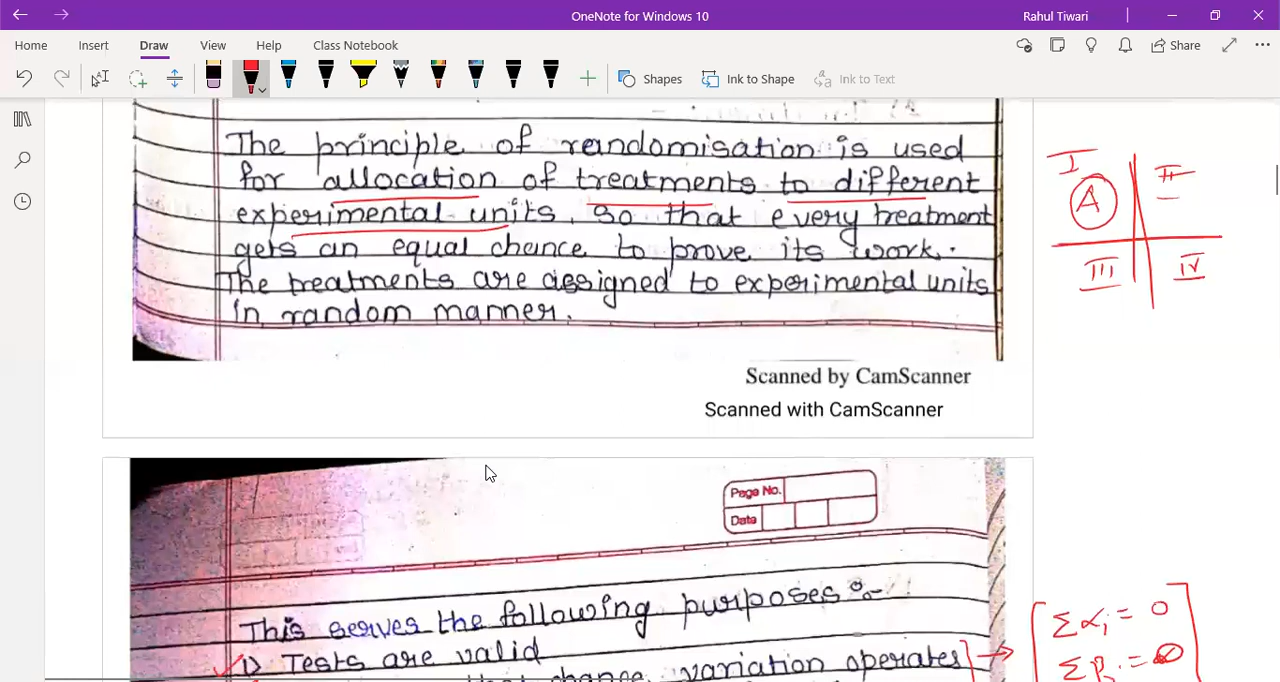 OneNote for Windows 10
Rahul Tiwari
Home Insert Draw View Help Class Notebook
Share
Shapes Ink to Shape Ink to Text
The principle of randomisation is used
for allocation of treatments to different
experimental units, so that every treatment
gets an equal chance to prove its work.
The treatments are assigned to experimental units
in random manner.
I II
A
III IV
Scanned by CamScanner
Scanned with CamScanner
Page No.
Date
This serves the following purposes :-
1) Tests are valid
chance variation operates
Σαi = 0
= 0